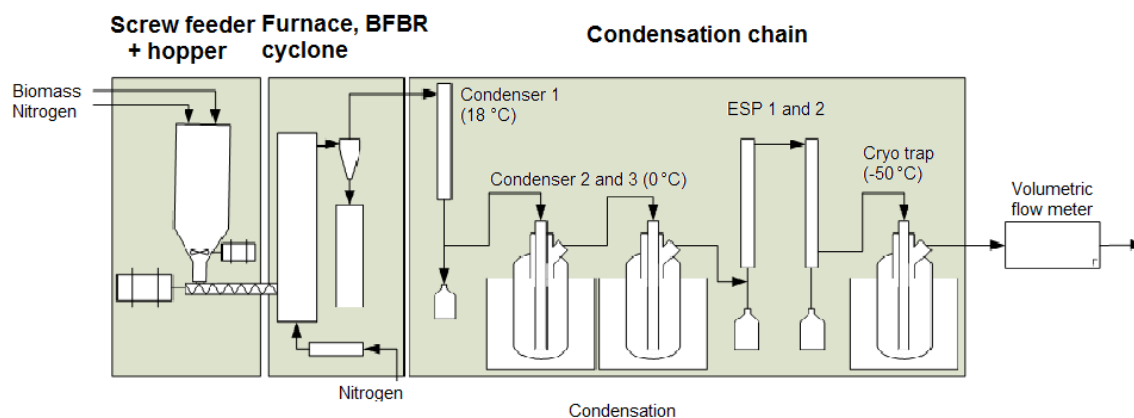 Screw feeder
+ hopper
Furnace, BFBR
cyclone
Condensation chain
Biomass
Nitrogen
Condenser 1
(18 °C)
Condenser 2 and 3 (0°C)
ESP 1 and 2
Cryo trap
(-50°C)
Volumetric
flow meter
Nitrogen
Condensation